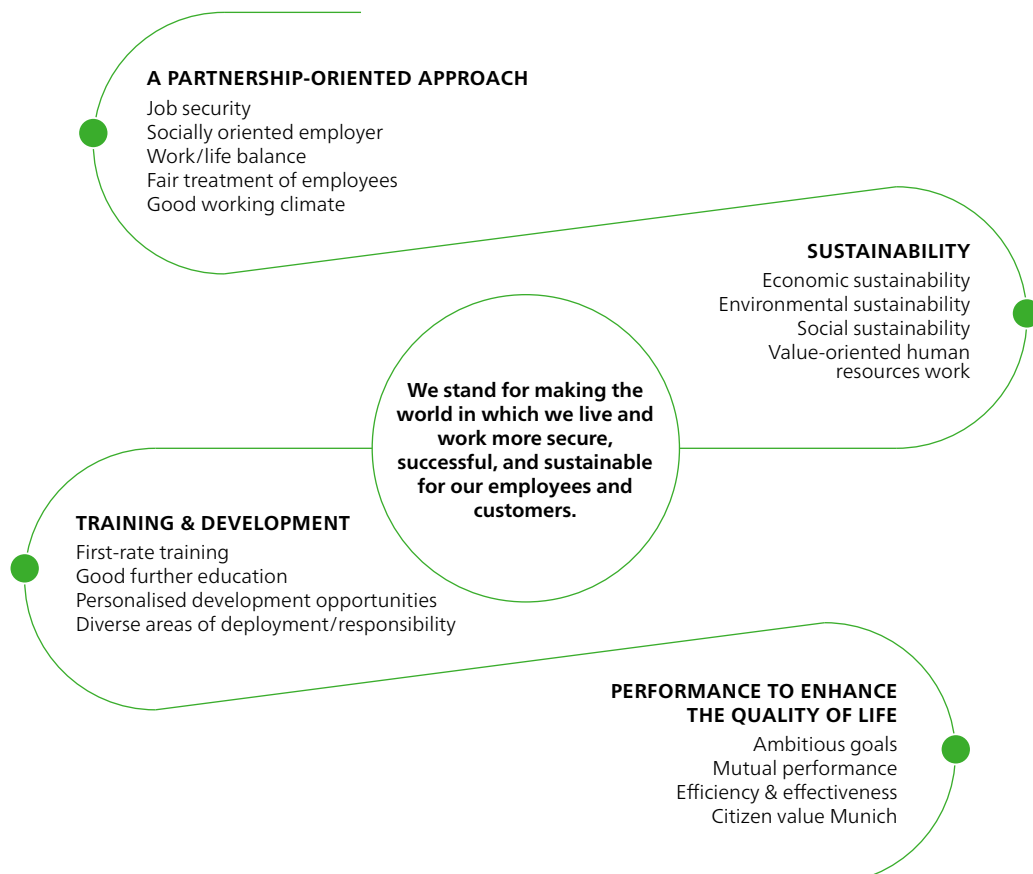 A PARTNERSHIP-ORIENTED APPROACH
Job security
Socially oriented employer
Work/life balance
Fair treatment of employees
Good working climate
SUSTAINABILITY
Economic sustainability
Environmental sustainability
Social sustainability
Value-oriented human
resources work
We stand for making the
world in which we live and
work more secure,
successful, and sustainable
for our employees and
customers.
TRAINING & DEVELOPMENT
First-rate training
Good further education
Personalised development opportunities
Diverse areas of deployment/responsibility
PERFORMANCE TO ENHANCE
THE QUALITY OF LIFE
Ambitious goals
Mutual performance
Efficiency & effectiveness
Citizen value Munich